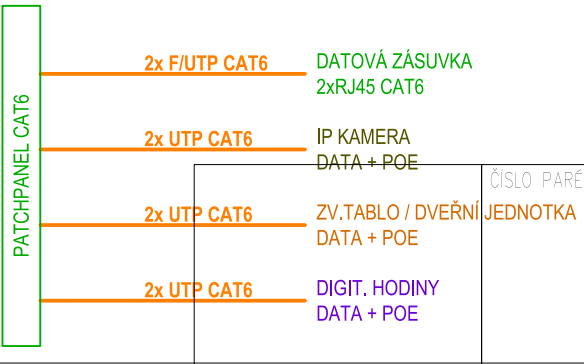 PATCHPANEL CAT6
2x F/UTP CAT6
DATOVÁ ZÁSUVKA
2xRJ45 CAT6
2x UTP CAT6
IP KAMERA
DATA + POE
ČÍSLO PARÉ
2x UTP CAT6
ZV.TABLO / DVEŘNÍ JEDNOTKA
DATA + POE
2x UTP CAT6
DIGIT. HODINY
DATA + POE